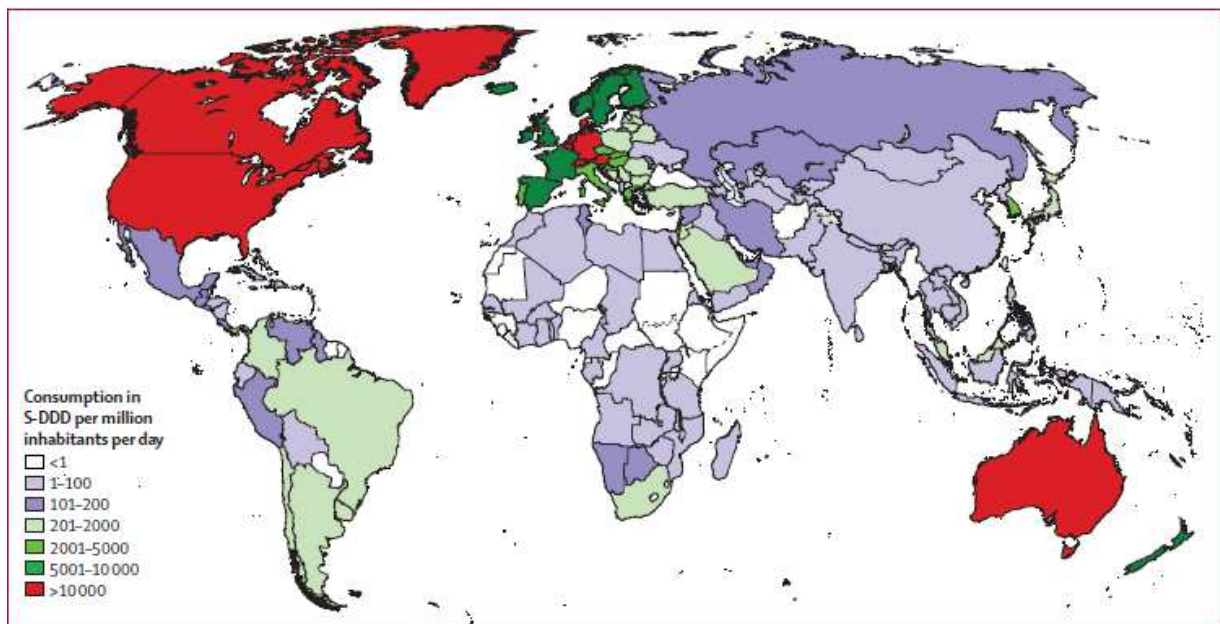 Consumption in
S-DDD per million
inhabitants per day
<1
1–100
101–200
201–2000
2001–5000
5001–10 000
>10 000